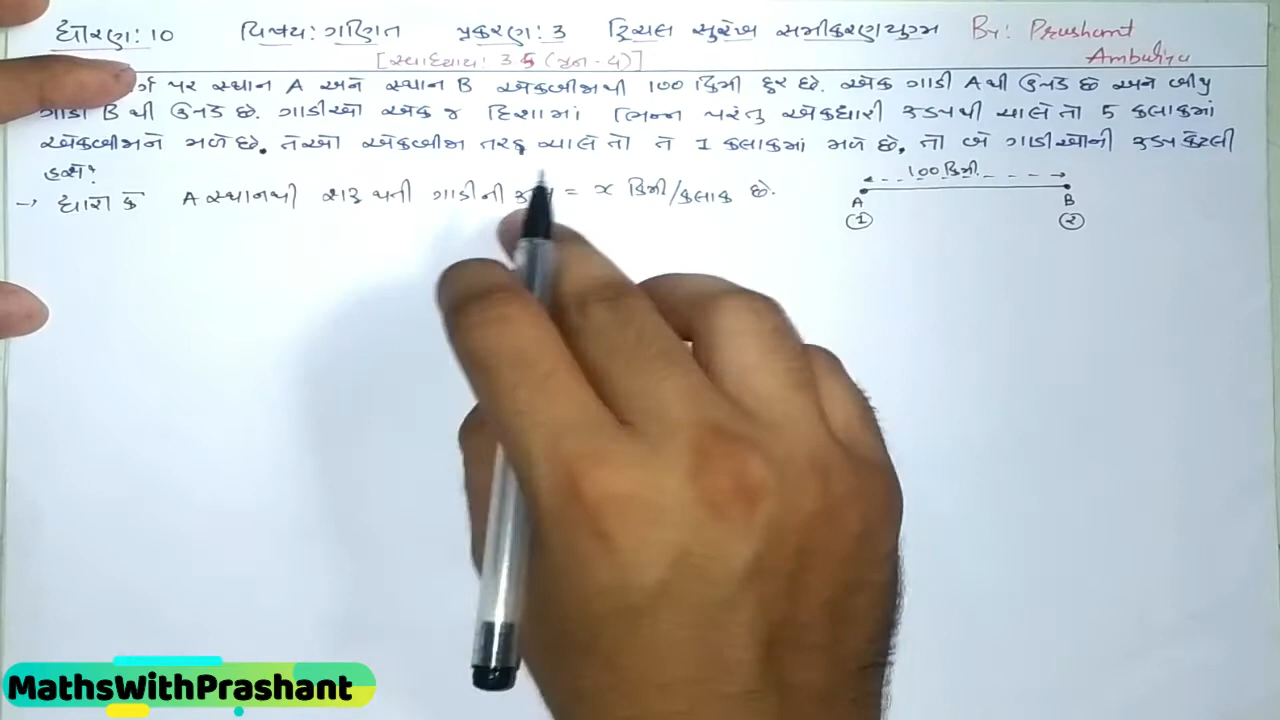 ધોરણ: 10 વિષય: ગણિત પ્રકરણ: 3 દ્વિચલ સુરેખ સમીકરણયુગ્મ By: Prashant Ambaliya
[સ્વાધ્યાય: 3.5 (પ્રશ્ન - 4)]
પર સ્થાન A અને સ્થાન B એકબીજાથી 100 કિમી દૂર છે. એક ગાડી A થી ઉપડે છે અને બીજી
ગાડી B થી ઉપડે છે. ગાડીઓ એક જ દિશામાં ભિન્ન પરંતુ એકધારી ઝડપથી ચાલે તો 5 કલાકમાં
એકબીજાને મળે છે. તેઓ એકબીજા તરફ ચાલે તો તે 1 કલાકમાં મળે છે, તો બે ગાડીઓની ઝડપ કેટલી
હશે?
→ ધારો કે A સ્થાનથી શરૂ થતી ગાડીની = x કિમી/કલાક છે.
100 કિમી.
A B
1 2
MathsWithPrashant